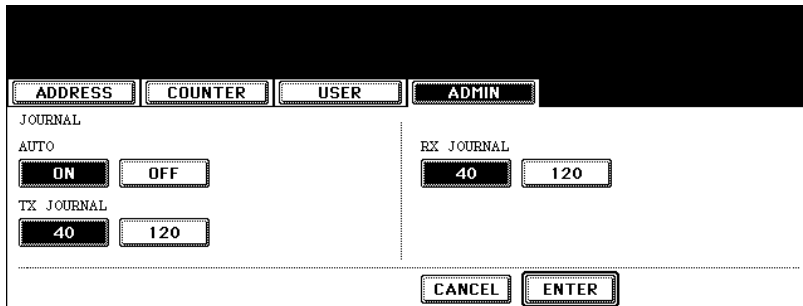 ADDRESS COUNTER USER ADMIN
JOURNAL
AUTO
ON OFF
TX JOURNAL
40 120
RX JOURNAL
40 120
CANCEL ENTER